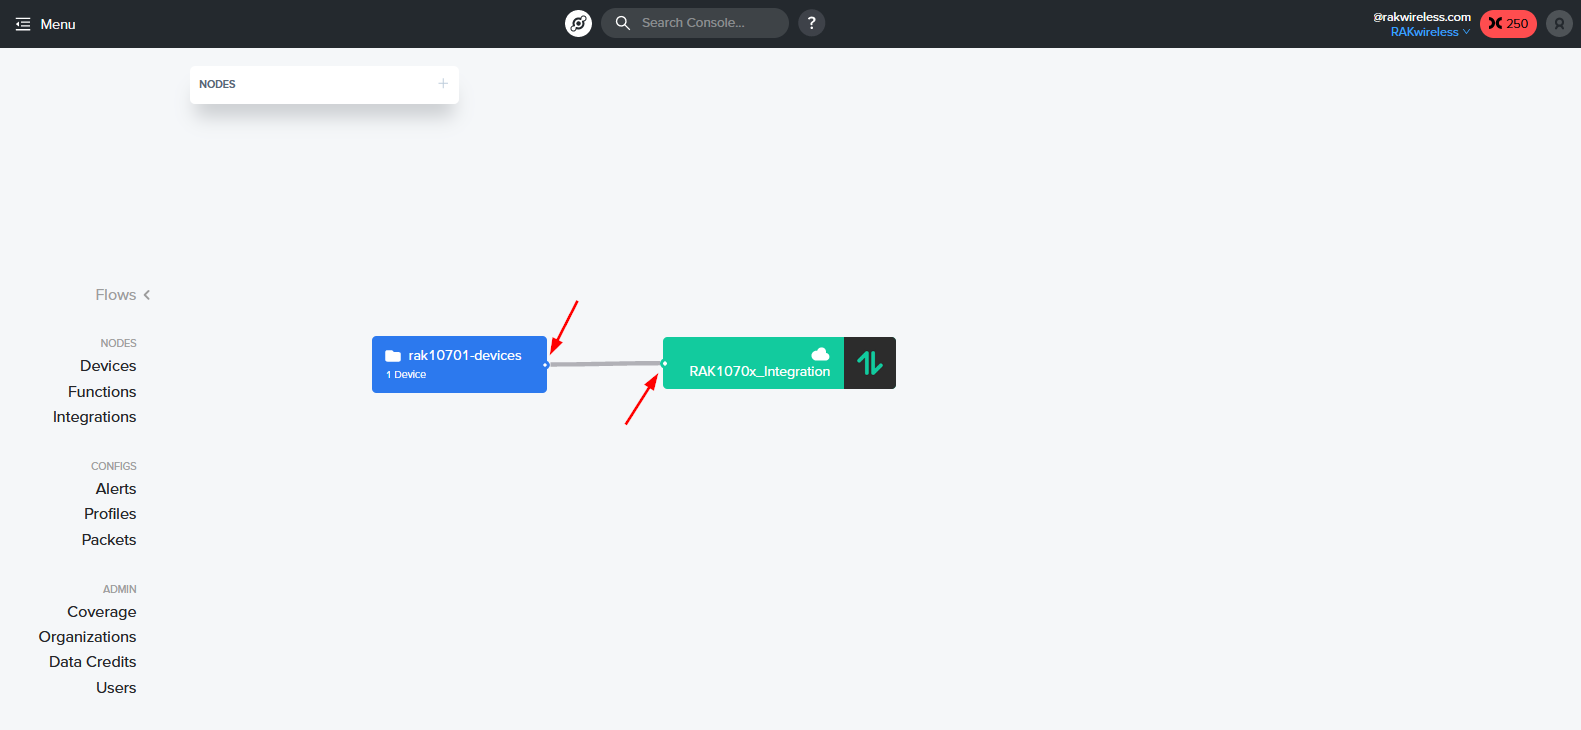 Menu
Search Console...
?
@rakwireless.com
RAKwireless
250
NODES
Flows
NODES
Devices
Functions
Integrations
CONFIGS
Alerts
Profiles
Packets
ADMIN
Coverage
Organizations
Data Credits
Users
rak10701-devices
1 Device
RAK1070x_Integration